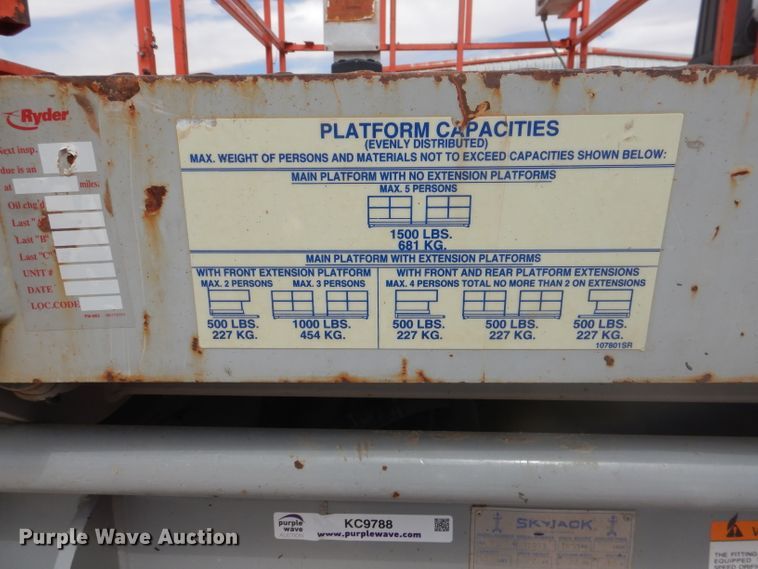 Ryder
Next insp.
due is an
at miles.
Oil chg'd
Last "A"
Last "B"
Last "C"
UNIT #
DATE
LOC.CODE
PLATFORM CAPACITIES
(EVENLY DISTRIBUTED)
MAX. WEIGHT OF PERSONS AND MATERIALS NOT TO EXCEED CAPACITIES SHOWN BELOW:
MAIN PLATFORM WITH NO EXTENSION PLATFORMS
MAX. 5 PERSONS
1500 LBS.
681 KG.
MAIN PLATFORM WITH EXTENSION PLATFORMS
WITH FRONT EXTENSION PLATFORM
MAX. 2 PERSONS MAX. 3 PERSONS
500 LBS. 1000 LBS.
227 KG. 454 KG.
WITH FRONT AND REAR PLATFORM EXTENSIONS
MAX. 4 PERSONS TOTAL NO MORE THAN 2 ON EXTENSIONS
500 LBS. 500 LBS. 500 LBS.
227 KG. 227 KG. 227 KG.
107801SR
purple wave
AUCTION
KC9788
www.purplewave.com
SKYJACK
THE FITTING
Purple Wave Auction